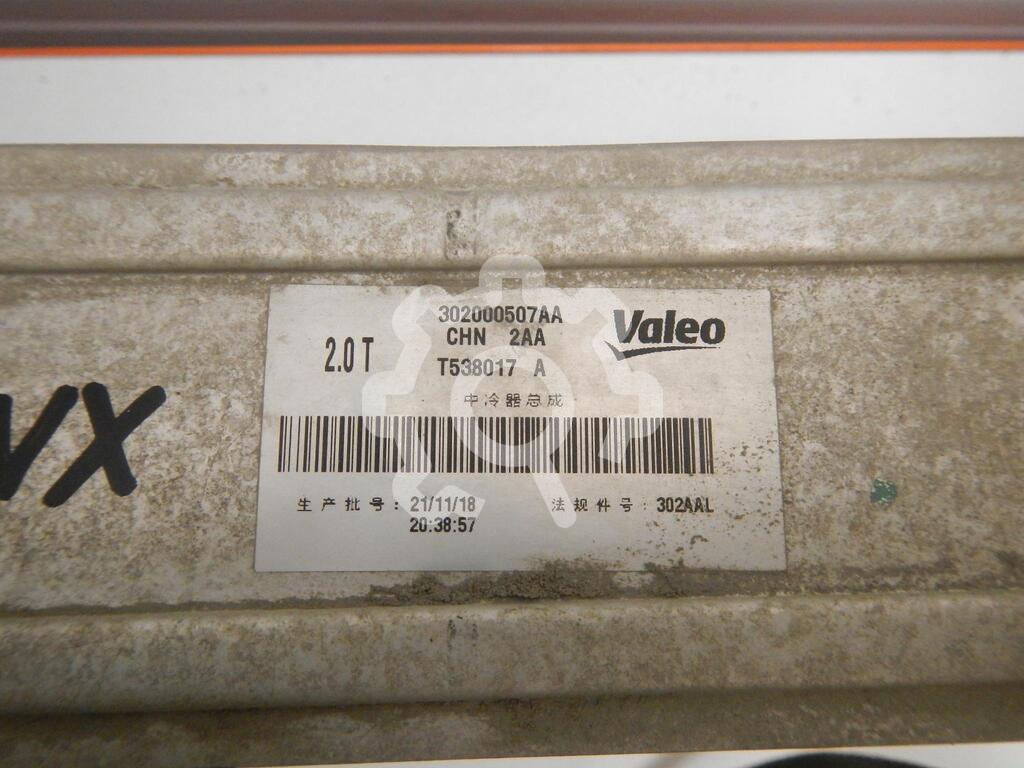 302000507AA
CHN 2AA
2.0 T
T538017 A
Valeo
中冷器总成
生产批号: 21/11/18
20:38:57
法规件号: 302AAL
VX